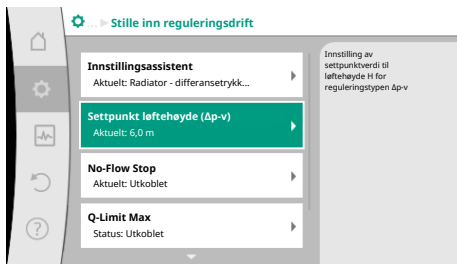 ... Stille inn reguleringsdrift
Innstillingsassistent
Aktuelt: Radiator - differansetrykk...
Settpunkt løftehøyde (Δp-v)
Aktuelt: 6,0 m
No-Flow Stop
Aktuelt: Utkoblet
Q-Limit Max
Status: Utkoblet
Innstilling av
settpunktverdi til
løftehøyde H for
reguleringstypen Δp-v